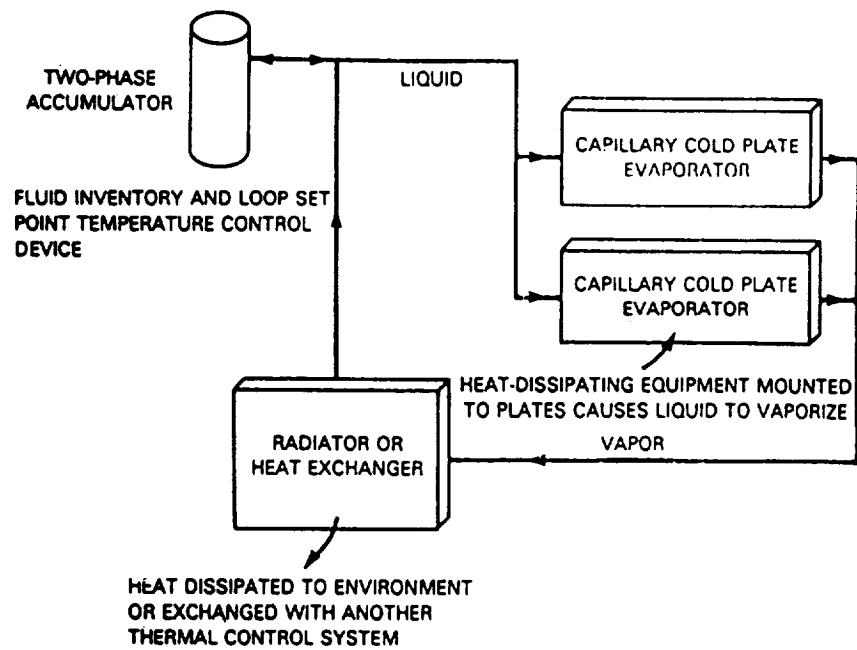 TWO-PHASE
ACCUMULATOR
LIQUID
FLUID INVENTORY AND LOOP SET
POINT TEMPERATURE CONTROL
DEVICE
CAPILLARY COLD PLATE
EVAPORATOR
CAPILLARY COLD PLATE
EVAPORATOR
HEAT-DISSIPATING EQUIPMENT MOUNTED
TO PLATES CAUSES LIQUID TO VAPORIZE
VAPOR
RADIATOR OR
HEAT EXCHANGER
HEAT DISSIPATED TO ENVIRONMENT
OR EXCHANGED WITH ANOTHER
THERMAL CONTROL SYSTEM